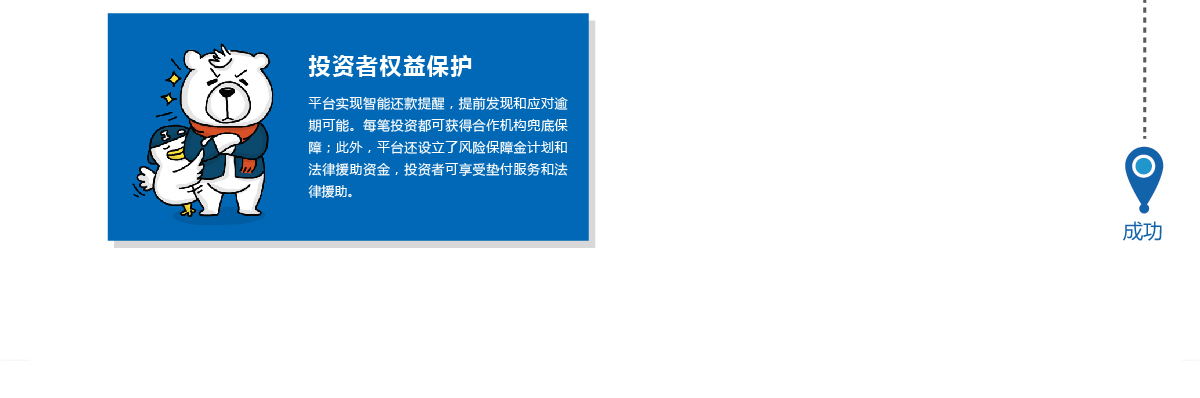 投资者权益保护
平台实现智能还款提醒，提前发现和应对逾
期可能。每笔投资都可获得合作机构兜底保
障；此外，平台还设立了风险保障金计划和
法律援助资金，投资者可享受垫付服务和法
律援助。
成功